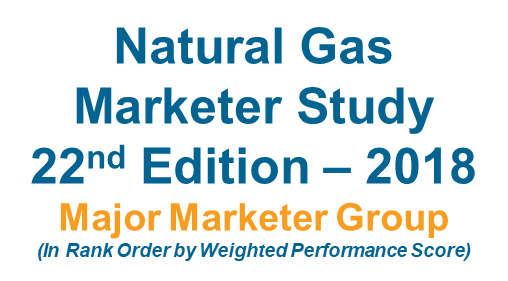 Natural Gas
Marketer Study
22nd Edition – 2018
Major Marketer Group
(In Rank Order by Weighted Performance Score)